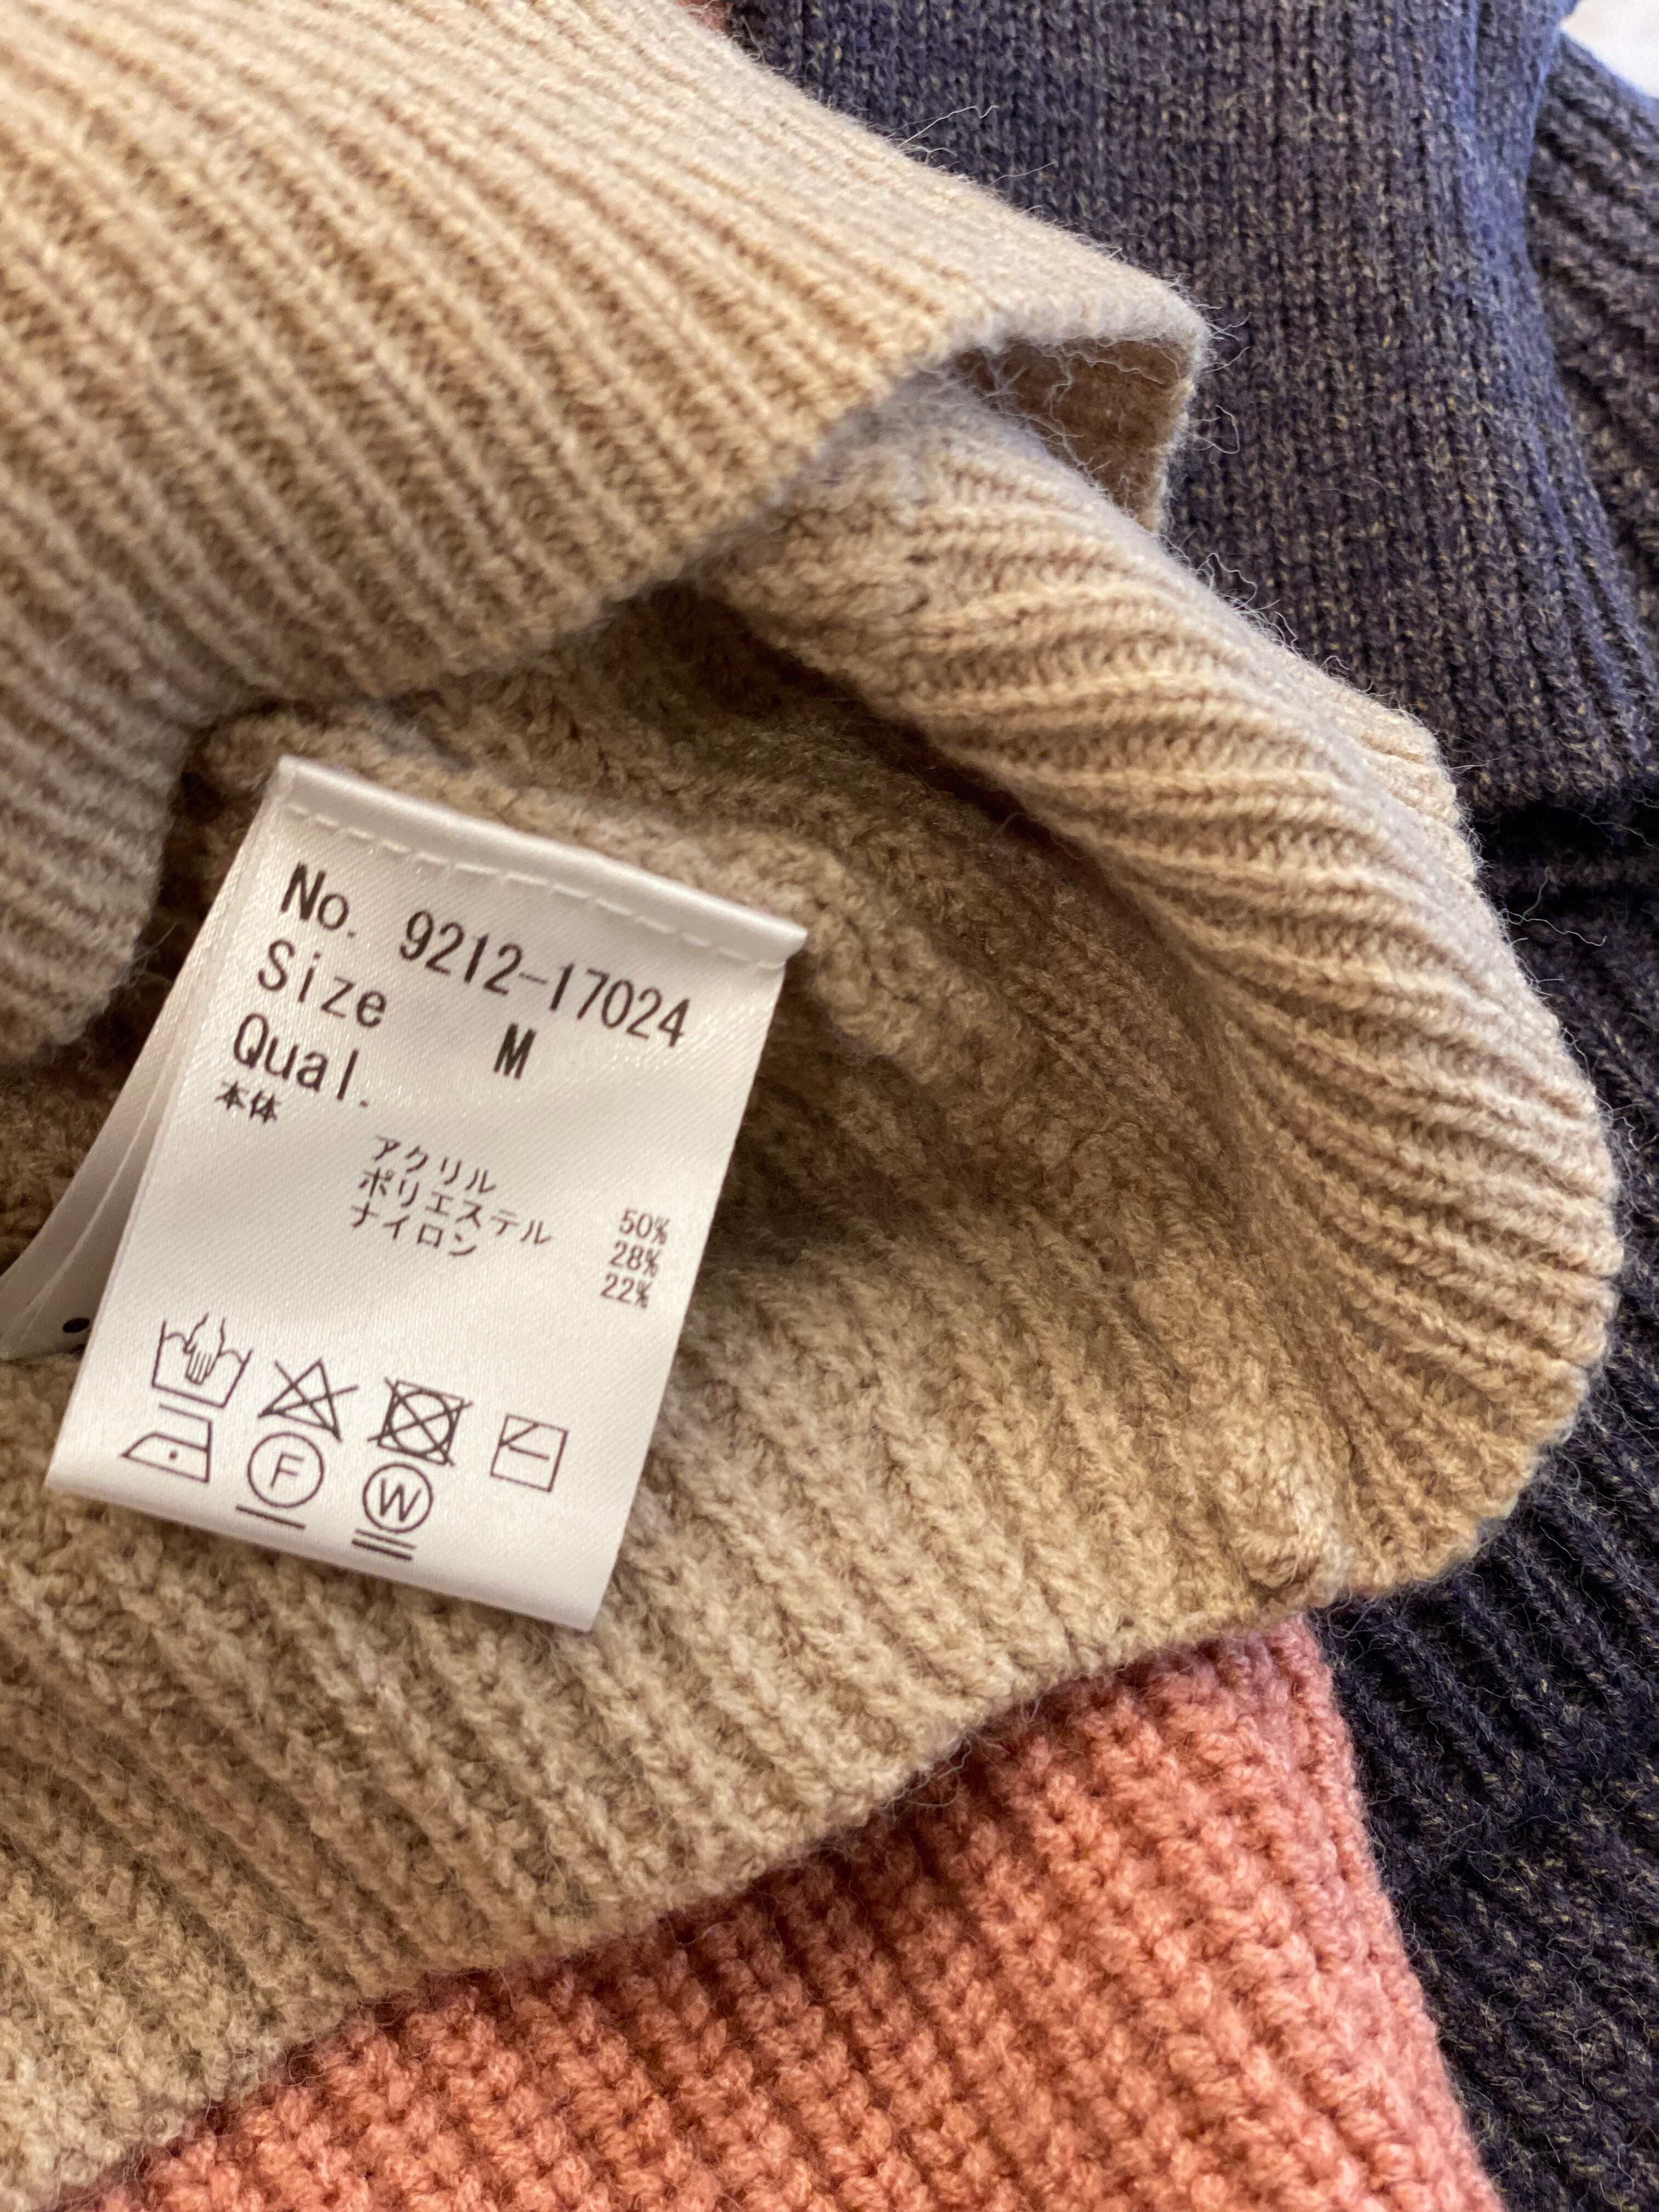 No. 9212-17024
Size M
Qual.
本体
アクリル 50%
ポリエステル 28%
ナイロン 22%
F W